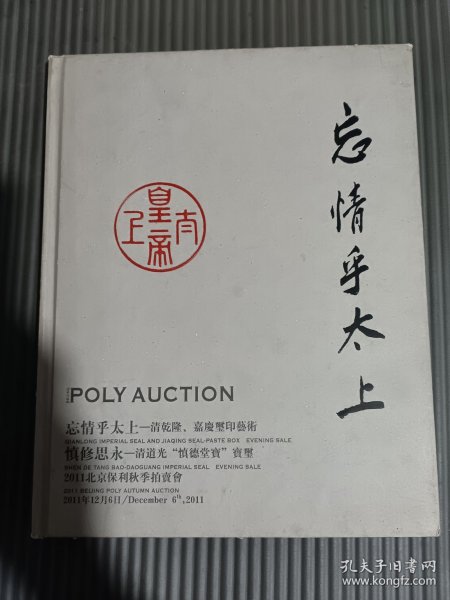 忘情乎太上
太上皇帝
POLY AUCTION
忘情乎太上—清乾隆、嘉慶璽印藝術
QIANLONG IMPERIAL SEAL AND JIAQING SEAL-PASTE BOX EVENING SALE
慎修思永—清道光“慎德堂寶”寶璽
SHEN DE TANG BAO-DAOGUANG IMPERIAL SEAL EVENING SALE
2011北京保利秋季拍賣會
2011 BEIJING POLY AUTUMN AUCTION
2011年12月6日/December 6th,2011
孔夫子旧书网
www.kongfz.com